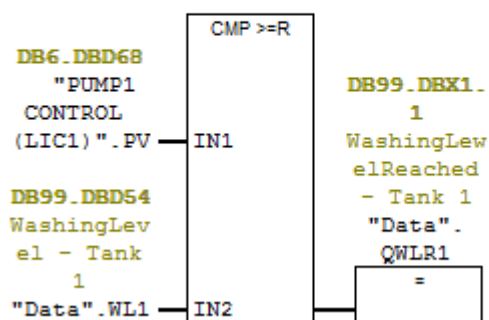 CMP >=R
DB6.DBD68
"PUMP1
CONTROL
(LIC1)".PV
IN1
DB99.DBD54
WashingLev
el - Tank
1
"Data".WL1
IN2
DB99.DBX1.
1
WashingLew
elReached
- Tank 1
"Data".
QWLR1
=